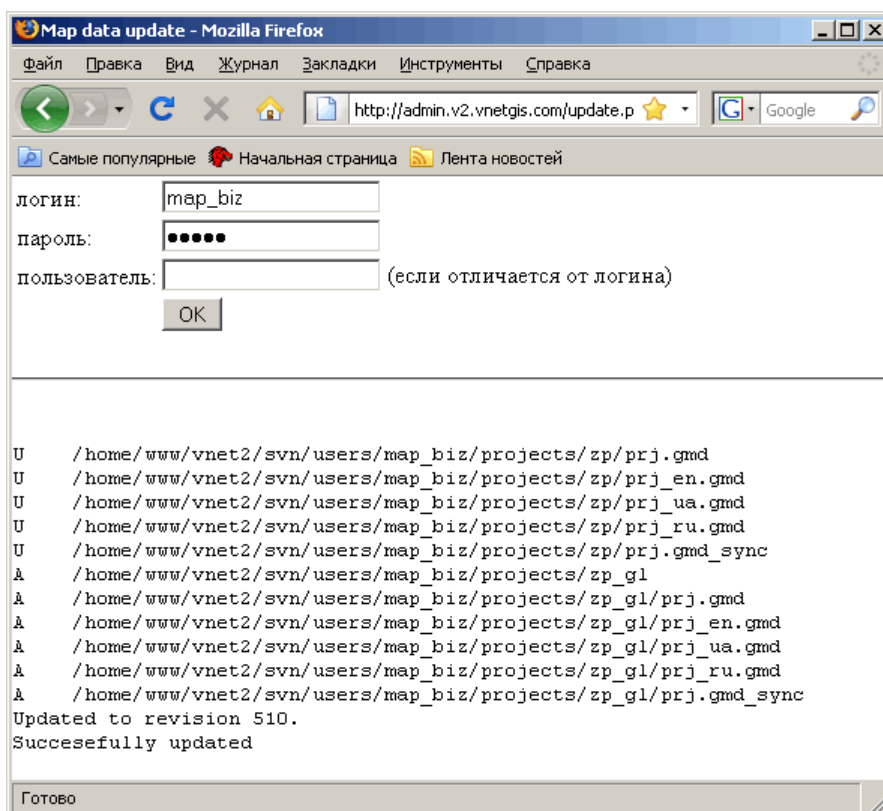 Map data update - Mozilla Firefox
Файл Правка Вид Журнал Закладки Инструменты Справка
http://admin.v2.vnetgis.com/update.p G Google
Самые популярные Начальная страница Лента новостей
логин: map_biz
пароль: •••••
пользователь: (если отличается от логина)
OK
U /home/www/vnet2/svn/users/map_biz/projects/zp/prj.gmd
U /home/www/vnet2/svn/users/map_biz/projects/zp/prj_en.gmd
U /home/www/vnet2/svn/users/map_biz/projects/zp/prj_ua.gmd
U /home/www/vnet2/svn/users/map_biz/projects/zp/prj_ru.gmd
U /home/www/vnet2/svn/users/map_biz/projects/zp/prj.gmd_sync
A /home/www/vnet2/svn/users/map_biz/projects/zp_gl
A /home/www/vnet2/svn/users/map_biz/projects/zp_gl/prj.gmd
A /home/www/vnet2/svn/users/map_biz/projects/zp_gl/prj_en.gmd
A /home/www/vnet2/svn/users/map_biz/projects/zp_gl/prj_ua.gmd
A /home/www/vnet2/svn/users/map_biz/projects/zp_gl/prj_ru.gmd
A /home/www/vnet2/svn/users/map_biz/projects/zp_gl/prj.gmd_sync
Updated to revision 510.
Succesefully updated
Готово